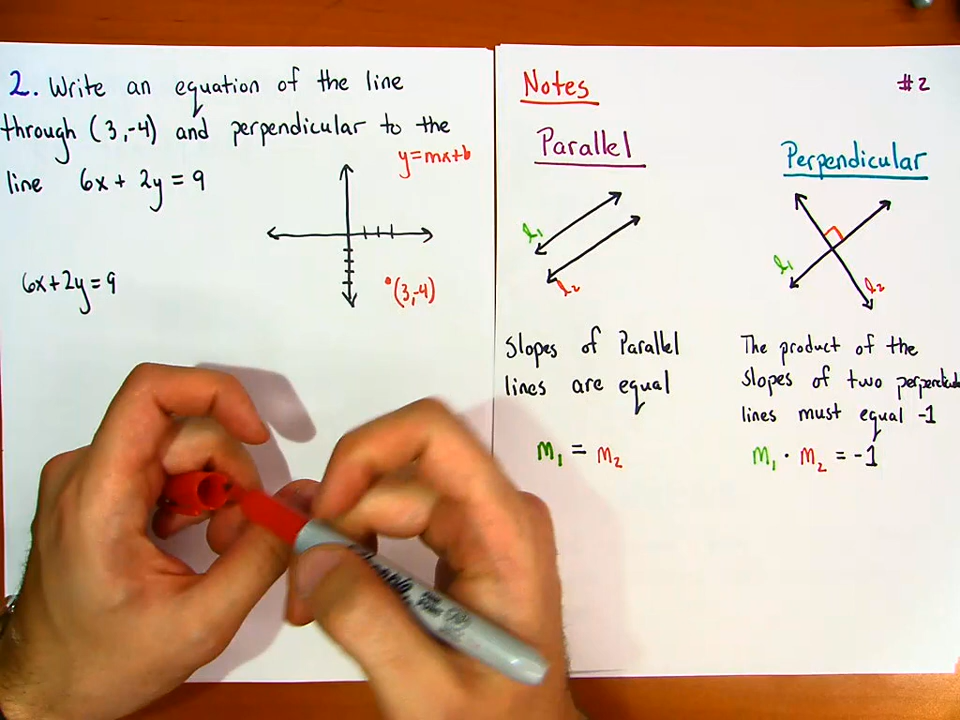 2. Write an equation of the line
through (3,-4) and perpendicular to the
line 6x + 2y = 9
y=mx+b
(3,-4)
6x+2y=9
Notes
#2
Parallel
l1
l2
Slopes of Parallel
lines are equal
m1 = m2
Perpendicular
l1
l2
The product of the
slopes of two
lines must equal -1
m1 · m2 = -1